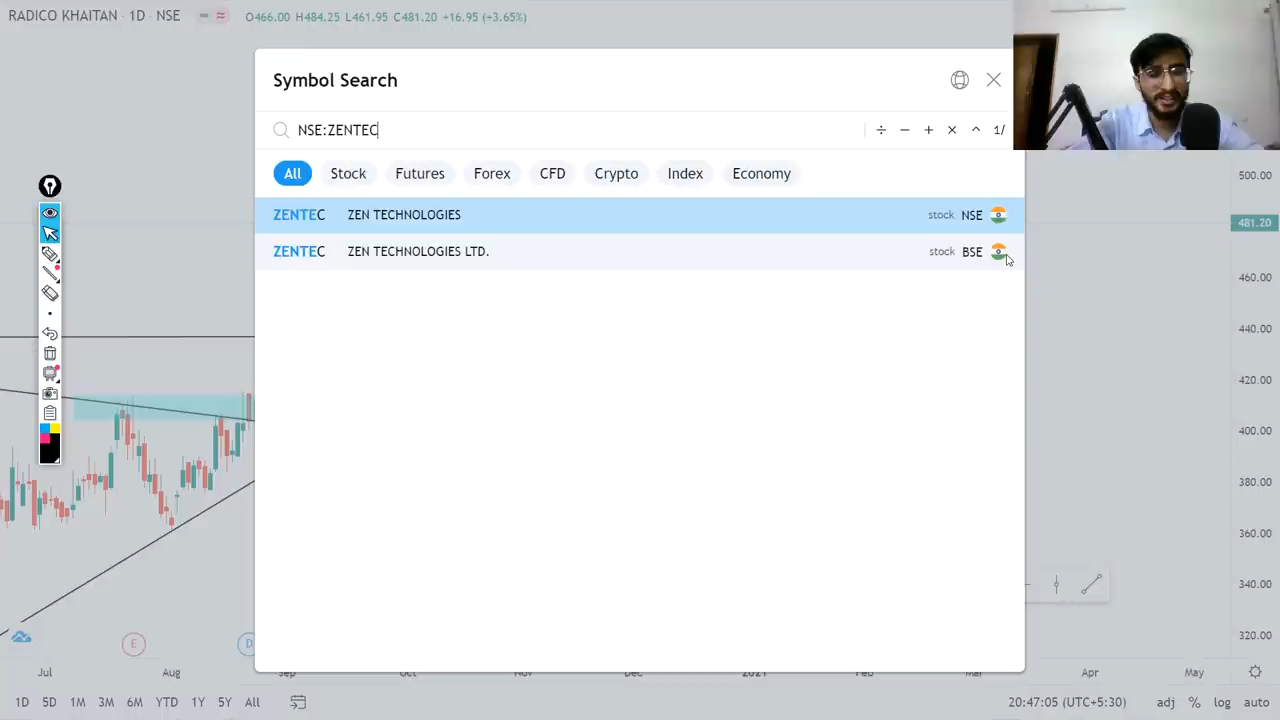 RADICO KHAITAN · 1D · NSE
O466.00 H484.25 L461.95 C481.20 +16.95 (+3.65%)
Symbol Search
NSE:ZENTEC
1/
All Stock Futures Forex CFD Crypto Index Economy
ZENTEC ZEN TECHNOLOGIES stock NSE
ZENTEC ZEN TECHNOLOGIES LTD. stock BSE
500.00
481.20
460.00
440.00
420.00
400.00
380.00
360.00
340.00
320.00
E
D
Jul Aug Sep Oct Nov Dec 2021 Feb Mar Apr May
1D 5D 1M 3M 6M YTD 1Y 5Y All
20:47:05 (UTC+5:30) adj % log auto